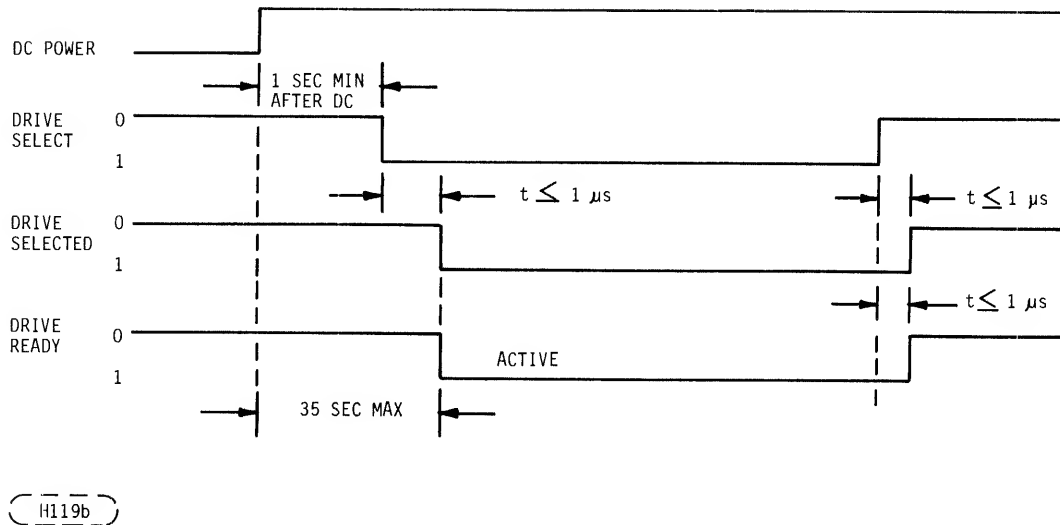 DC POWER
1 SEC MIN
AFTER DC
DRIVE
SELECT
0
1
t ≤ 1 µs
t ≤ 1 µs
DRIVE
SELECTED
0
1
t ≤ 1 µs
DRIVE
READY
0
1
ACTIVE
35 SEC MAX
H119b